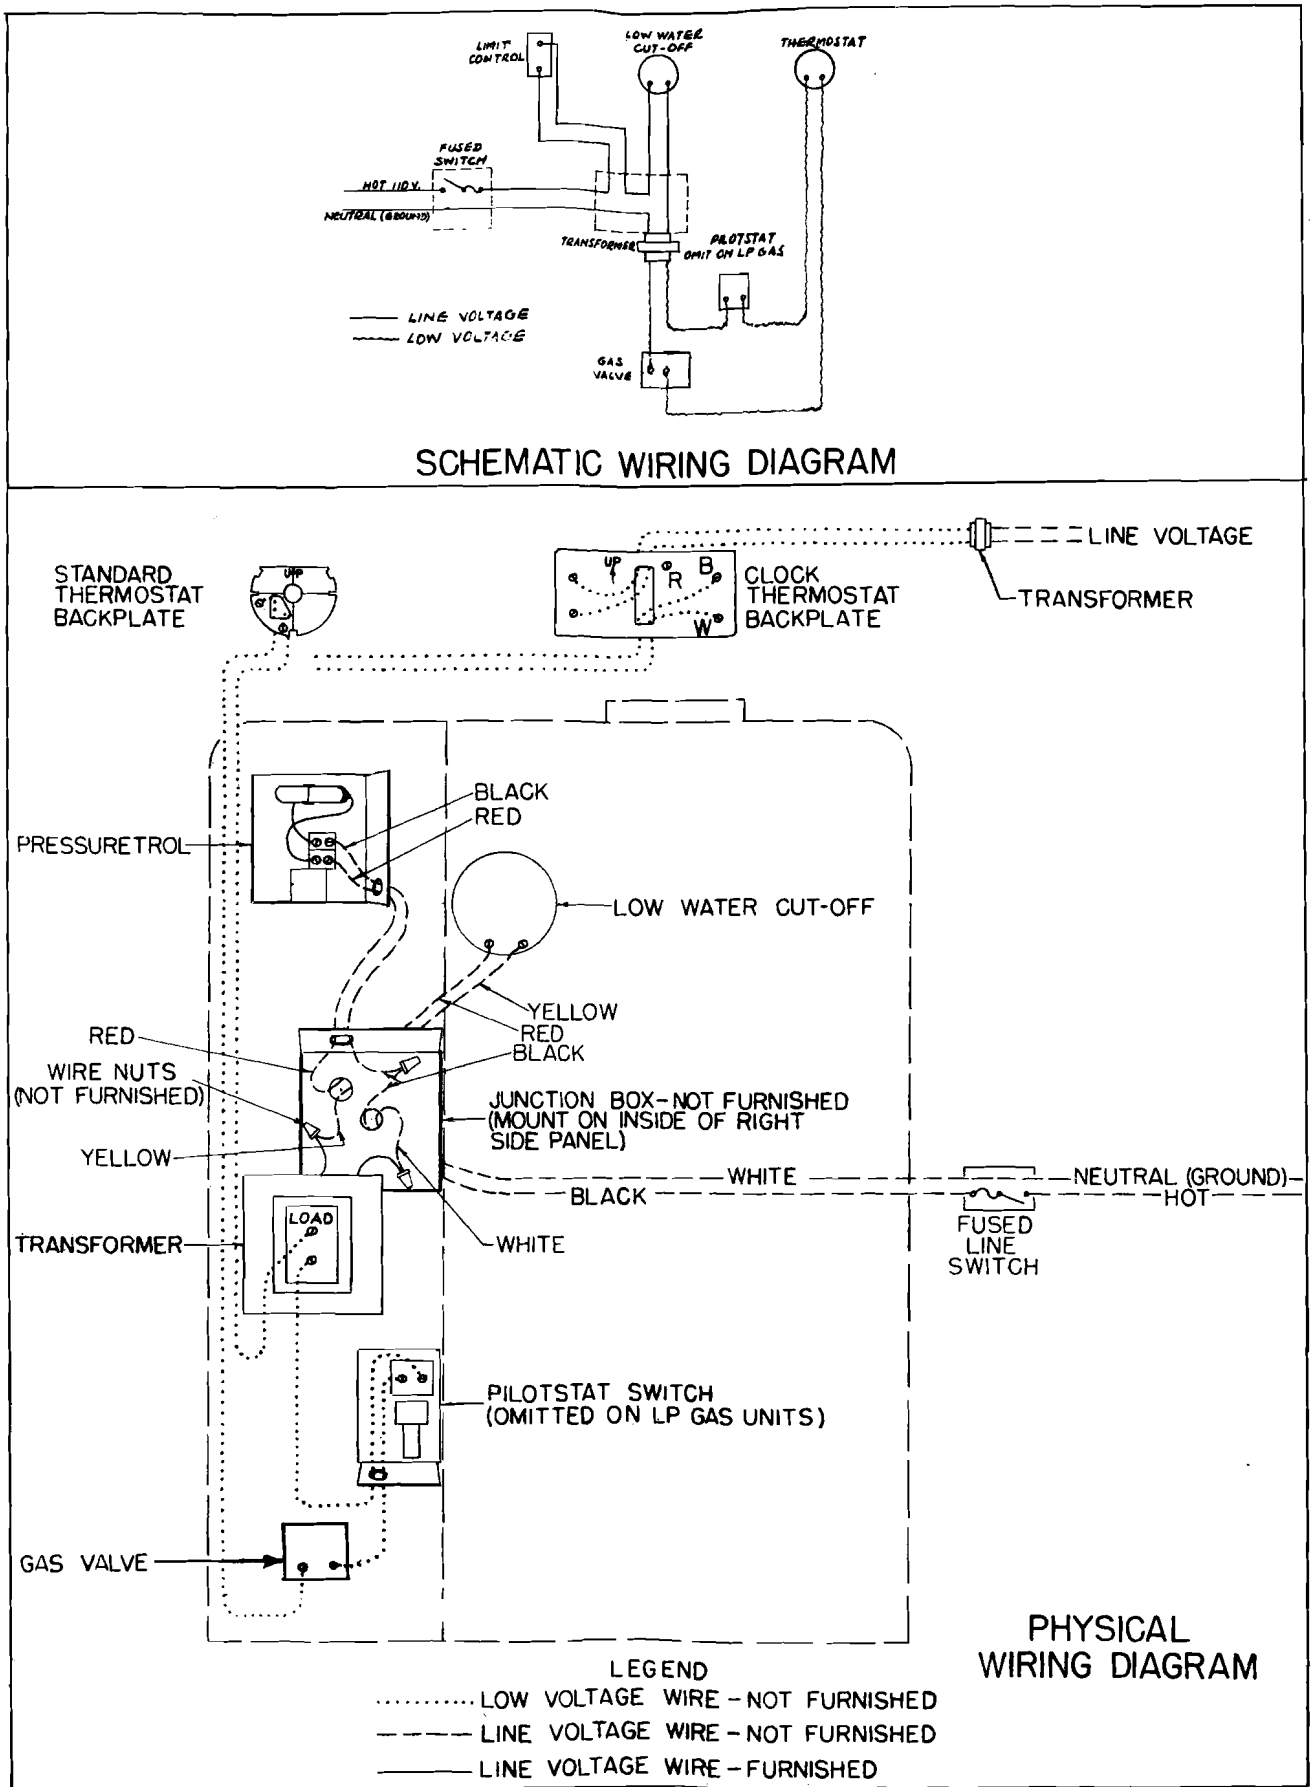 LIMIT
CONTROL
LOW WATER
CUT-OFF
THERMOSTAT
FUSED
SWITCH
HOT 110 V.
NEUTRAL (GROUND)
TRANSFORMER
PILOTSTAT
OMIT ON LP GAS
LINE VOLTAGE
LOW VOLTAGE
GAS
VALVE
SCHEMATIC WIRING DIAGRAM
LINE VOLTAGE
TRANSFORMER
STANDARD
THERMOSTAT
BACKPLATE
UP
UP
R
B
W
CLOCK
THERMOSTAT
BACKPLATE
BLACK
RED
PRESSURETROL
LOW WATER CUT-OFF
YELLOW
RED
BLACK
RED
WIRE NUTS
(NOT FURNISHED)
JUNCTION BOX-NOT FURNISHED
(MOUNT ON INSIDE OF RIGHT
SIDE PANEL)
YELLOW
WHITE
NEUTRAL (GROUND)
BLACK
HOT
FUSED
LINE
SWITCH
LOAD
TRANSFORMER
WHITE
PILOTSTAT SWITCH
(OMITTED ON LP GAS UNITS)
GAS VALVE
PHYSICAL
WIRING DIAGRAM
LEGEND
LOW VOLTAGE WIRE - NOT FURNISHED
LINE VOLTAGE WIRE - NOT FURNISHED
LINE VOLTAGE WIRE - FURNISHED